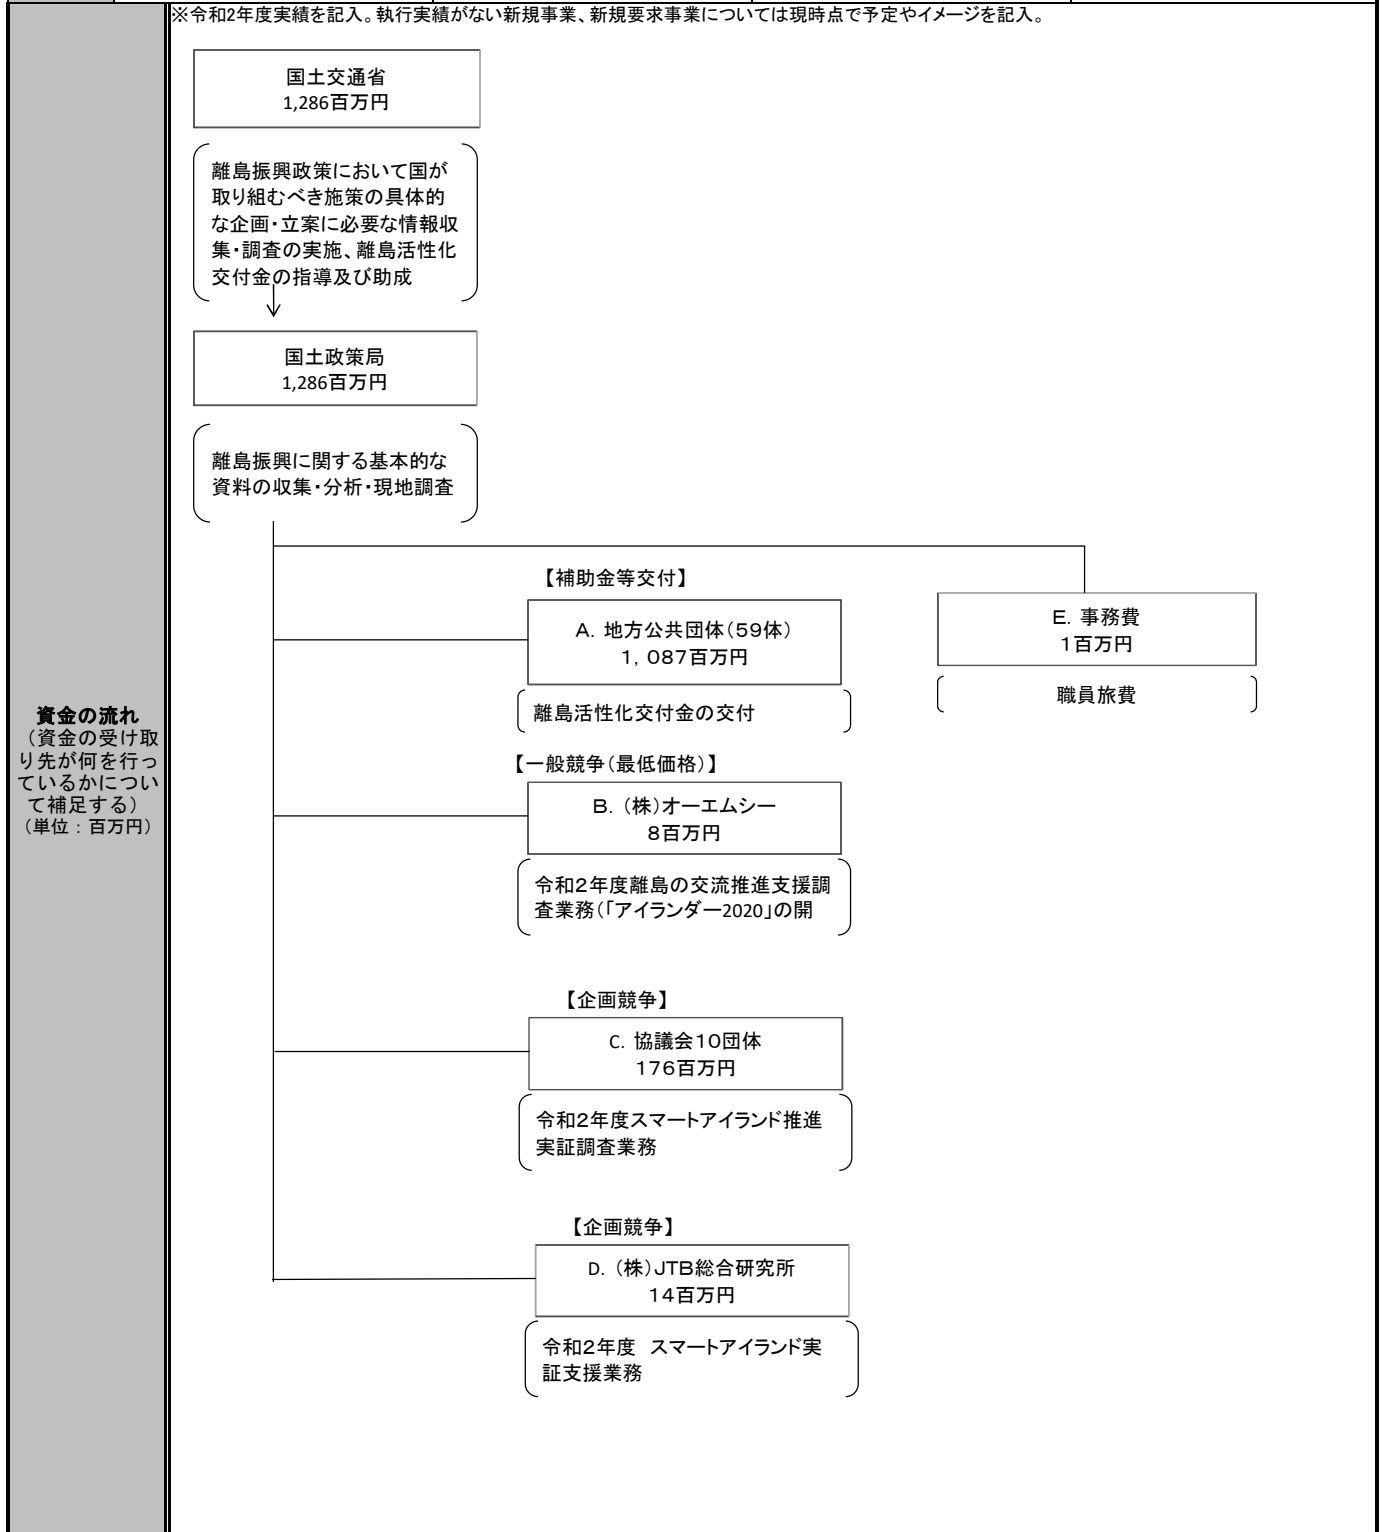 ※令和2年度実績を記入。執行実績がない新規事業、新規要求事業については現時点で予定やイメージを記入。
資金の流れ
（資金の受け取
り先が何を行っ
ているかについ
て補足する）
（単位：百万円）
国土交通省
1,286百万円
離島振興政策において国が
取り組むべき施策の具体的
な企画・立案に必要な情報収
集・調査の実施、離島活性化
交付金の指導及び助成
国土政策局
1,286百万円
離島振興に関する基本的な
資料の収集・分析・現地調査
【補助金等交付】
A．地方公共団体（５９体）
１，０８７百万円
離島活性化交付金の交付
E．事務費
１百万円
職員旅費
【一般競争（最低価格）】
B．（株）オーエムシー
８百万円
令和２年度離島の交流推進支援調
査業務（「アイランダー2020」の開
【企画競争】
C．協議会１０団体
１７６百万円
令和２年度スマートアイランド推進
実証調査業務
【企画競争】
D．（株）JTB総合研究所
１４百万円
令和２年度　スマートアイランド実
証支援業務